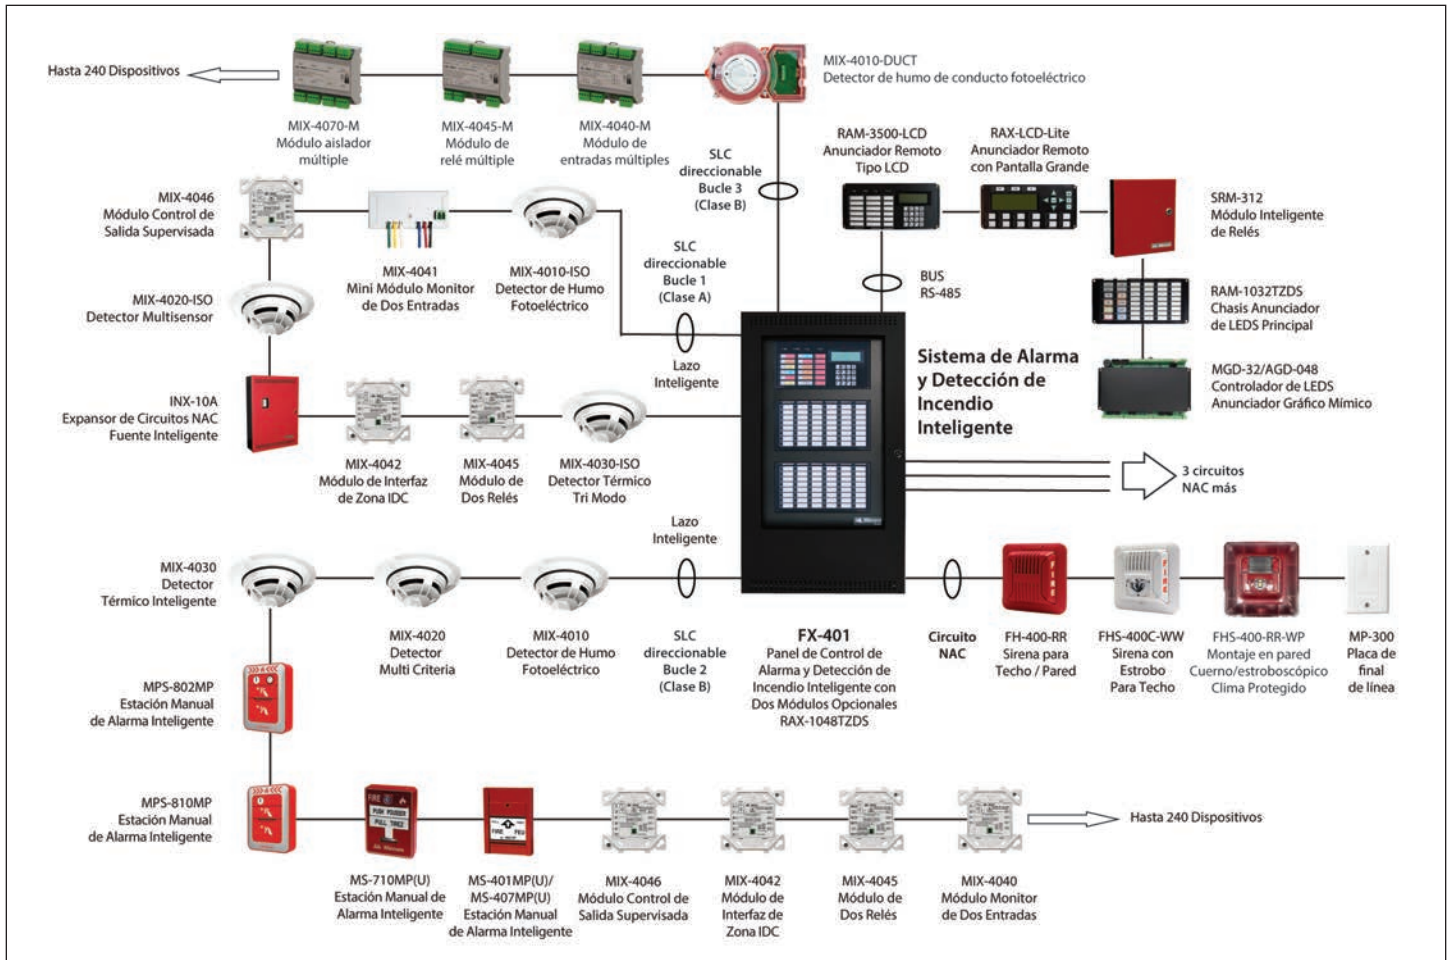 Hasta 240 Dispositivos
MIX-4070-M
Módulo aislador
múltiple
MIX-4045-M
Módulo de
relé múltiple
MIX-4040-M
Módulo de
entradas múltiples
MIX-4010-DUCT
Detector de humo de conducto fotoeléctrico
SLC
direccionable
Bucle 3
(Clase B)
RAM-3500-LCD
Anunciador Remoto
Tipo LCD
RAX-LCD-Lite
Anunciador Remoto
con Pantalla Grande
SRM-312
Módulo Inteligente
de Relés
MIX-4046
Módulo Control de
Salida Supervisada
MIX-4041
Mini Módulo Monitor
de Dos Entradas
MIX-4010-ISO
Detector de Humo
Fotoeléctrico
SLC
direccionable
Bucle 1
(Clase A)
BUS
RS-485
RAM-1032TZDS
Chasis Anunciador
de LEDS Principal
MIX-4020-ISO
Detector Multisensor
Lazo
Inteligente
Sistema de Alarma
y Detección de
Incendio
Inteligente
MGD-32/AGD-048
Controlador de LEDS
Anunciador Gráfico Mímico
INX-10A
Expansor de Circuitos NAC
Fuente Inteligente
MIX-4042
Módulo de Interfaz
de Zona IDC
MIX-4045
Módulo de
Dos Relés
MIX-4030-ISO
Detector Térmico
Tri Modo
3 circuitos
NAC más
Lazo
Inteligente
MIX-4030
Detector
Térmico Inteligente
MIX-4020
Detector
Multi Criteria
MIX-4010
Detector de Humo
Fotoeléctrico
SLC
direccionable
Bucle 2
(Clase B)
FX-401
Panel de Control de
Alarma y Detección de
Incendio Inteligente con
Dos Módulos Opcionales
RAX-1048TZDS
Circuito
NAC
FIRE
FH-400-RR
Sirena para
Techo / Pared
FIRE
FHS-400C-WW
Sirena con
Estrobo
Para Techo
FHS-400-RR-WP
Montaje en pared
Cuerno/estroboscópico
Clima Protegido
MP-300
Placa de
final
de línea
MPS-802MP
Estación Manual
de Alarma Inteligente
MPS-810MP
Estación Manual
de Alarma Inteligente
FIRE
PUSH POUSSER
PULL TIREZ
MS-710MP(U)
Estación Manual de
Alarma Inteligente
FIRE FEU
MS-401MP(U)/
MS-407MP(U)
Estación Manual
de Alarma Inteligente
MIX-4046
Módulo Control de
Salida Supervisada
MIX-4042
Módulo de
Interfaz de
Zona IDC
MIX-4045
Módulo de
Dos Relés
MIX-4040
Módulo Monitor
de Dos Entradas
Hasta 240 Dispositivos